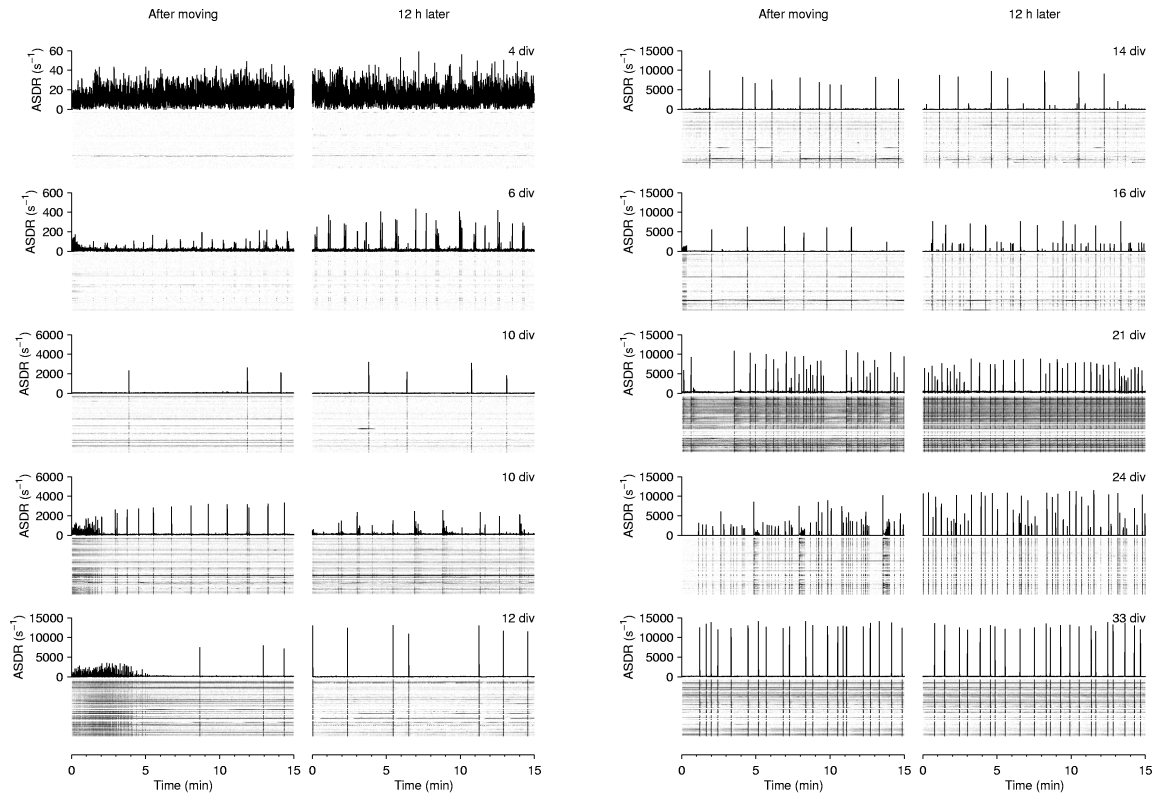 After moving
12 h later
4 div
ASDR (s⁻¹)
60
40
20
0
6 div
ASDR (s⁻¹)
600
400
200
0
10 div
ASDR (s⁻¹)
6000
4000
2000
0
10 div
ASDR (s⁻¹)
6000
4000
2000
0
12 div
ASDR (s⁻¹)
15000
10000
5000
0
0 5 10 15
0 5 10 15
Time (min)
Time (min)
After moving
12 h later
14 div
ASDR (s⁻¹)
15000
10000
5000
0
16 div
ASDR (s⁻¹)
15000
10000
5000
0
21 div
ASDR (s⁻¹)
15000
10000
5000
0
24 div
ASDR (s⁻¹)
15000
10000
5000
0
33 div
ASDR (s⁻¹)
15000
10000
5000
0
0 5 10 15
0 5 10 15
Time (min)
Time (min)